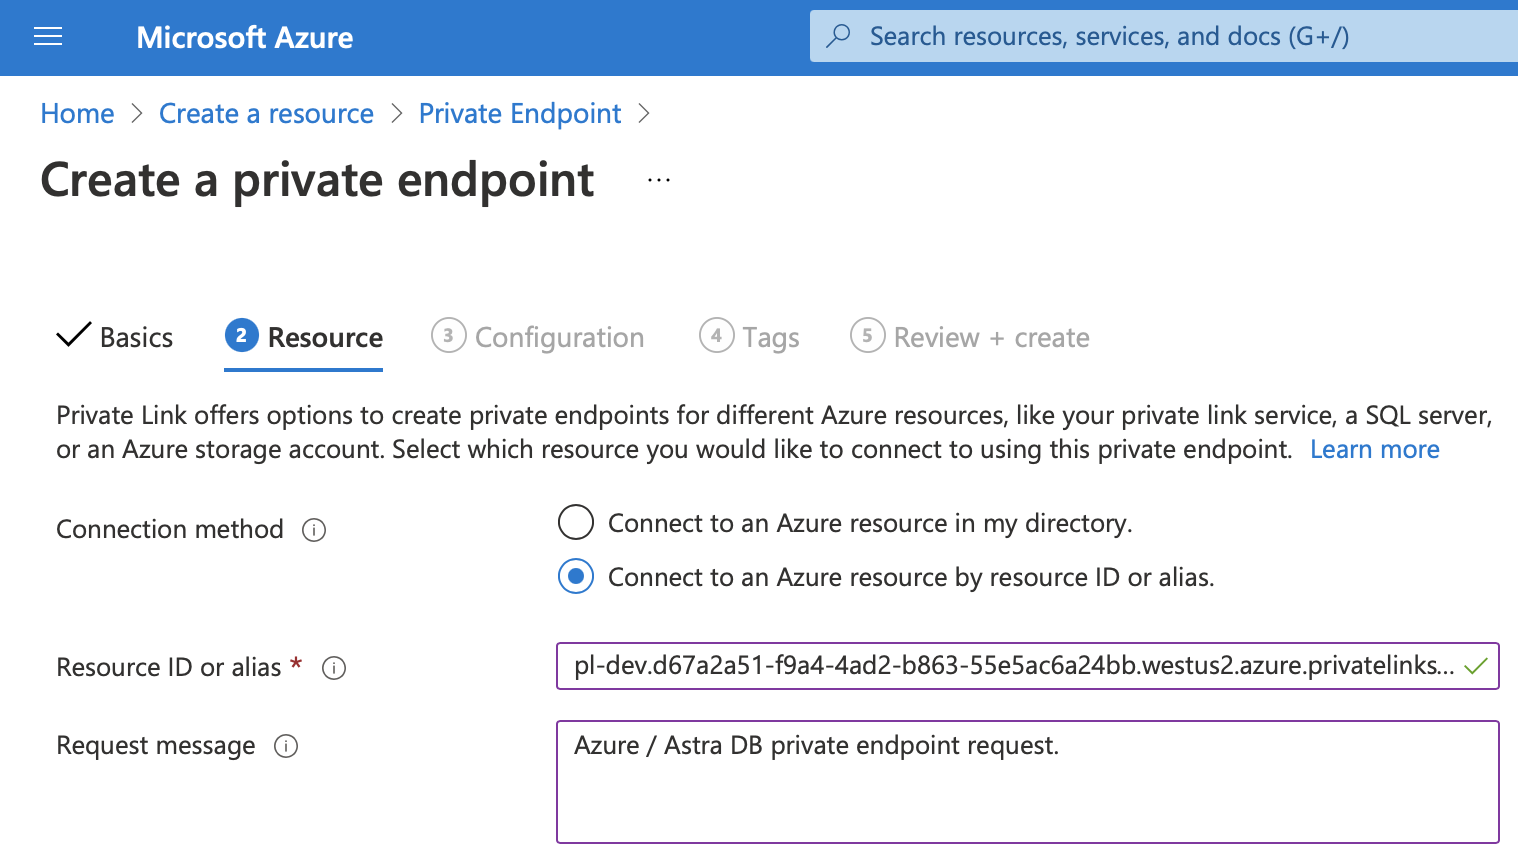 Microsoft Azure
Search resources, services, and docs (G+/)
Home > Create a resource > Private Endpoint >
Create a private endpoint ...
Basics
2 Resource
3 Configuration
4 Tags
5 Review + create
Private Link offers options to create private endpoints for different Azure resources, like your private link service, a SQL server,
or an Azure storage account. Select which resource you would like to connect to using this private endpoint. Learn more
Connection method
Connect to an Azure resource in my directory.
Connect to an Azure resource by resource ID or alias.
Resource ID or alias *
pl-dev.d67a2a51-f9a4-4ad2-b863-55e5ac6a24bb.westus2.azure.privatelinks...
Request message
Azure / Astra DB private endpoint request.